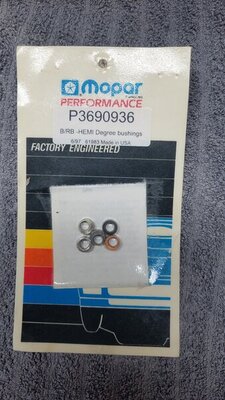 Mopar
PERFORMANCE
P3690936
B/RB -HEMI Degree bushings
6/97 61983 Made in USA
FACTORY ENGINEERED